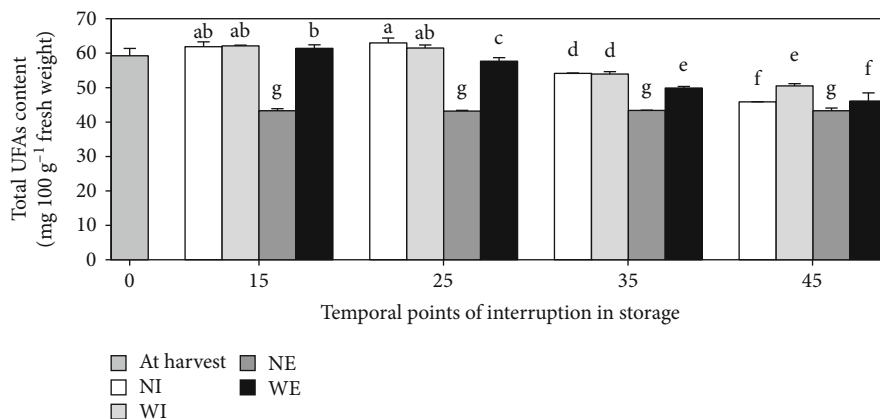 Total UFAs content
(mg 100 g⁻¹ fresh weight)
70
60
50
40
30
20
10
0
ab ab g b
a ab g c
d d g e
f e g f
0 15 25 35 45
Temporal points of interruption in storage
At harvest
NI
WI
NE
WE